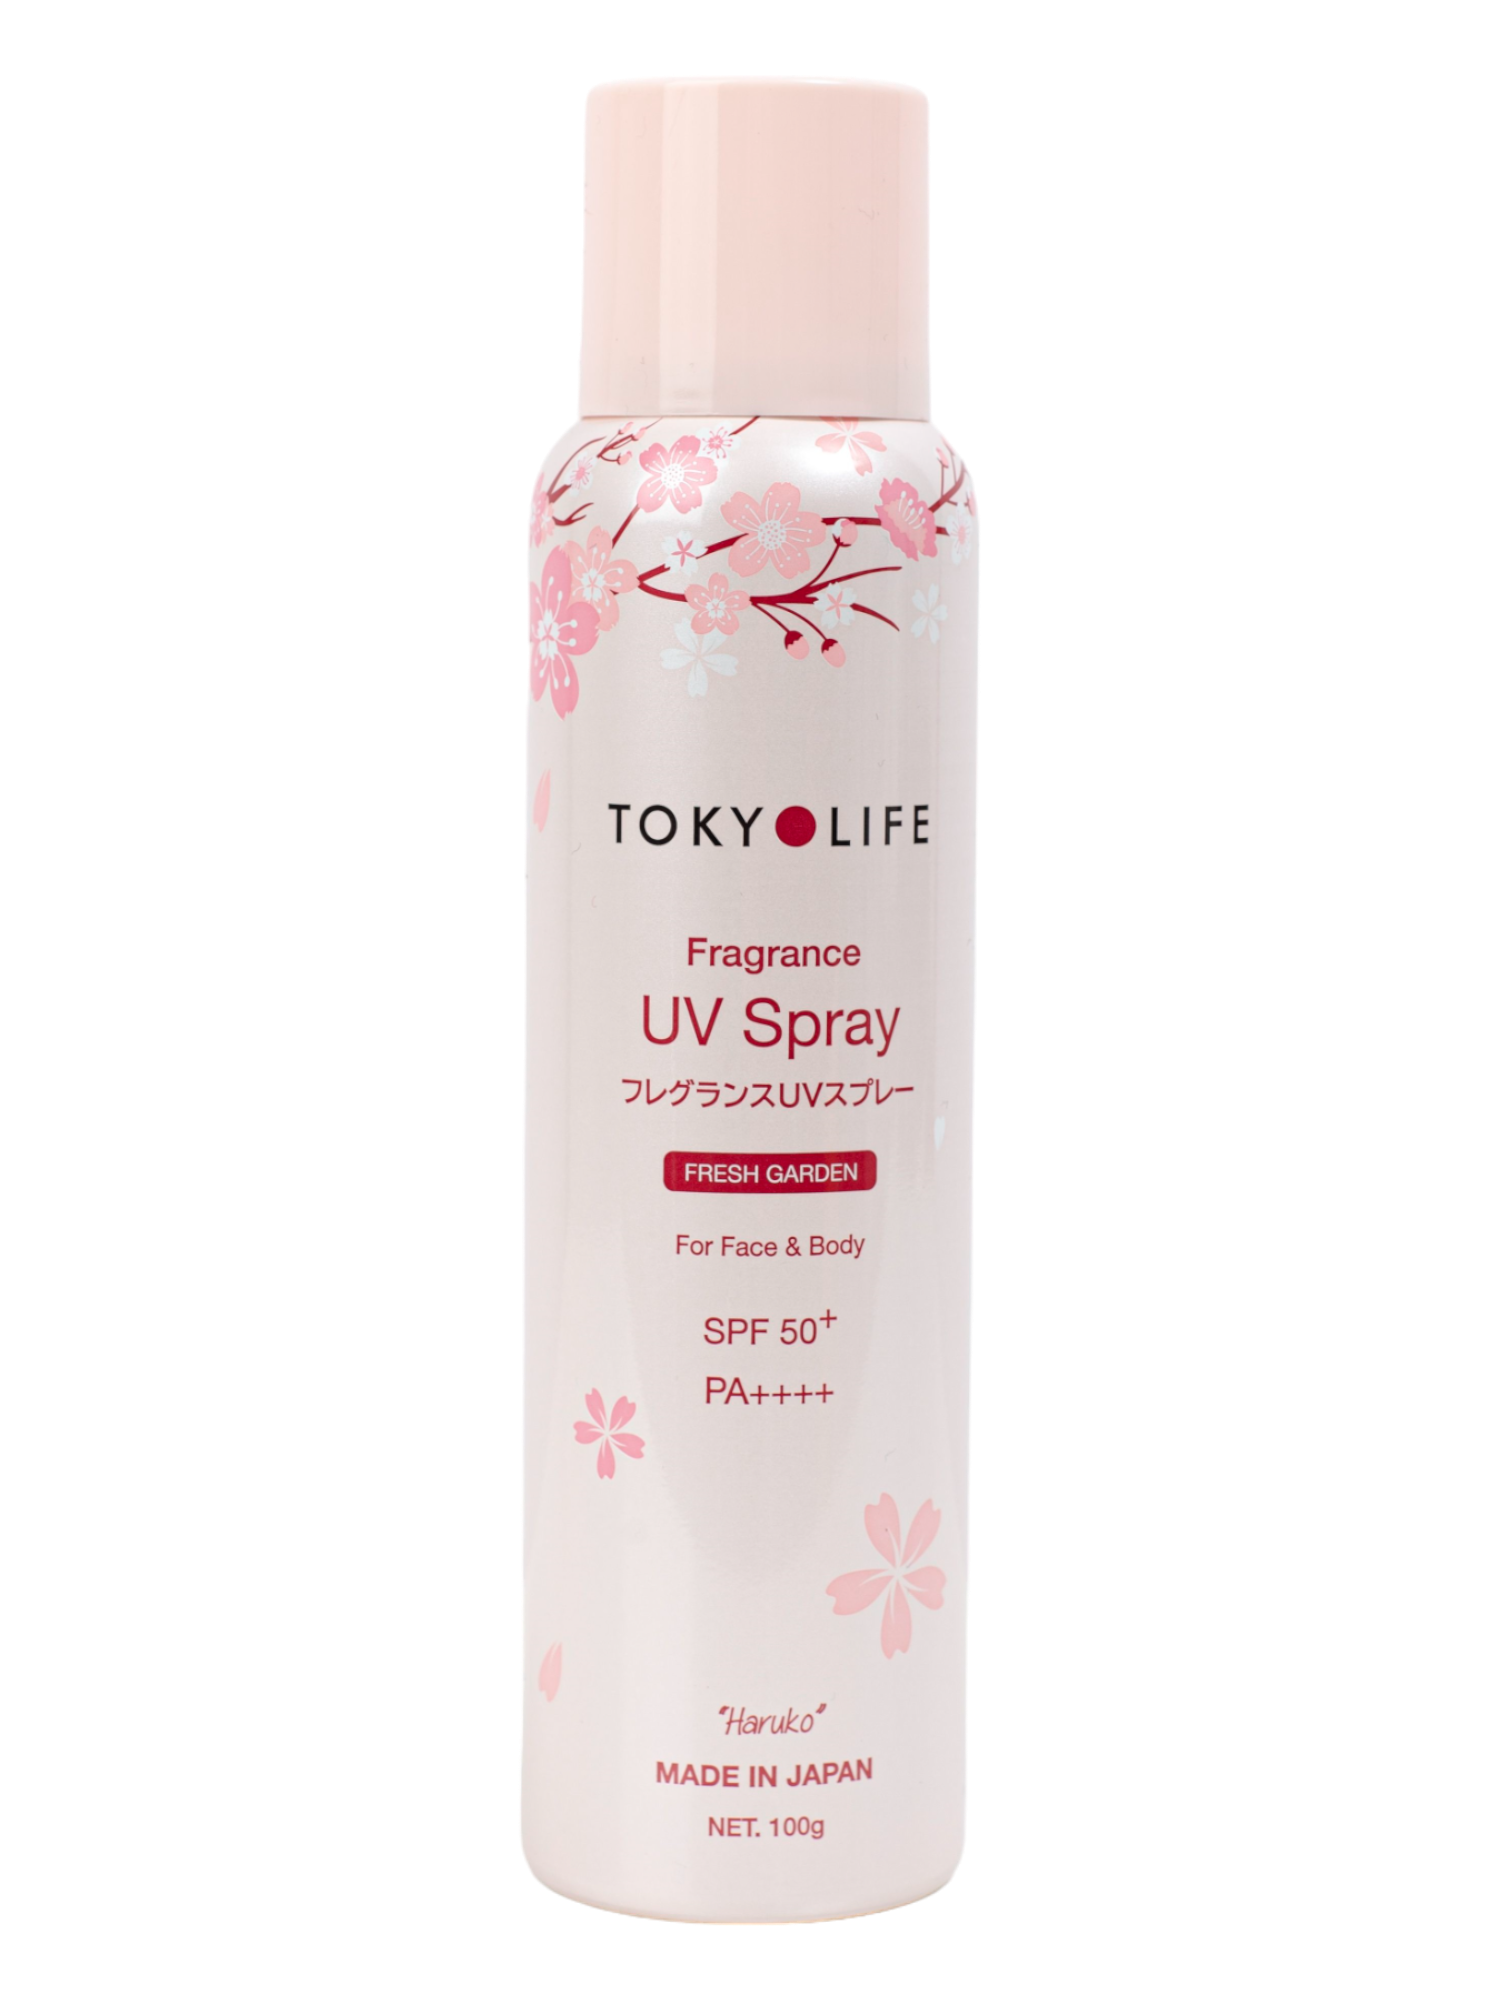 TOKYOLIFE
Fragrance
UV Spray
フレグランスUVスプレー
FRESH GARDEN
For Face & Body
SPF 50+
PA++++
"Haruko"
MADE IN JAPAN
NET. 100g